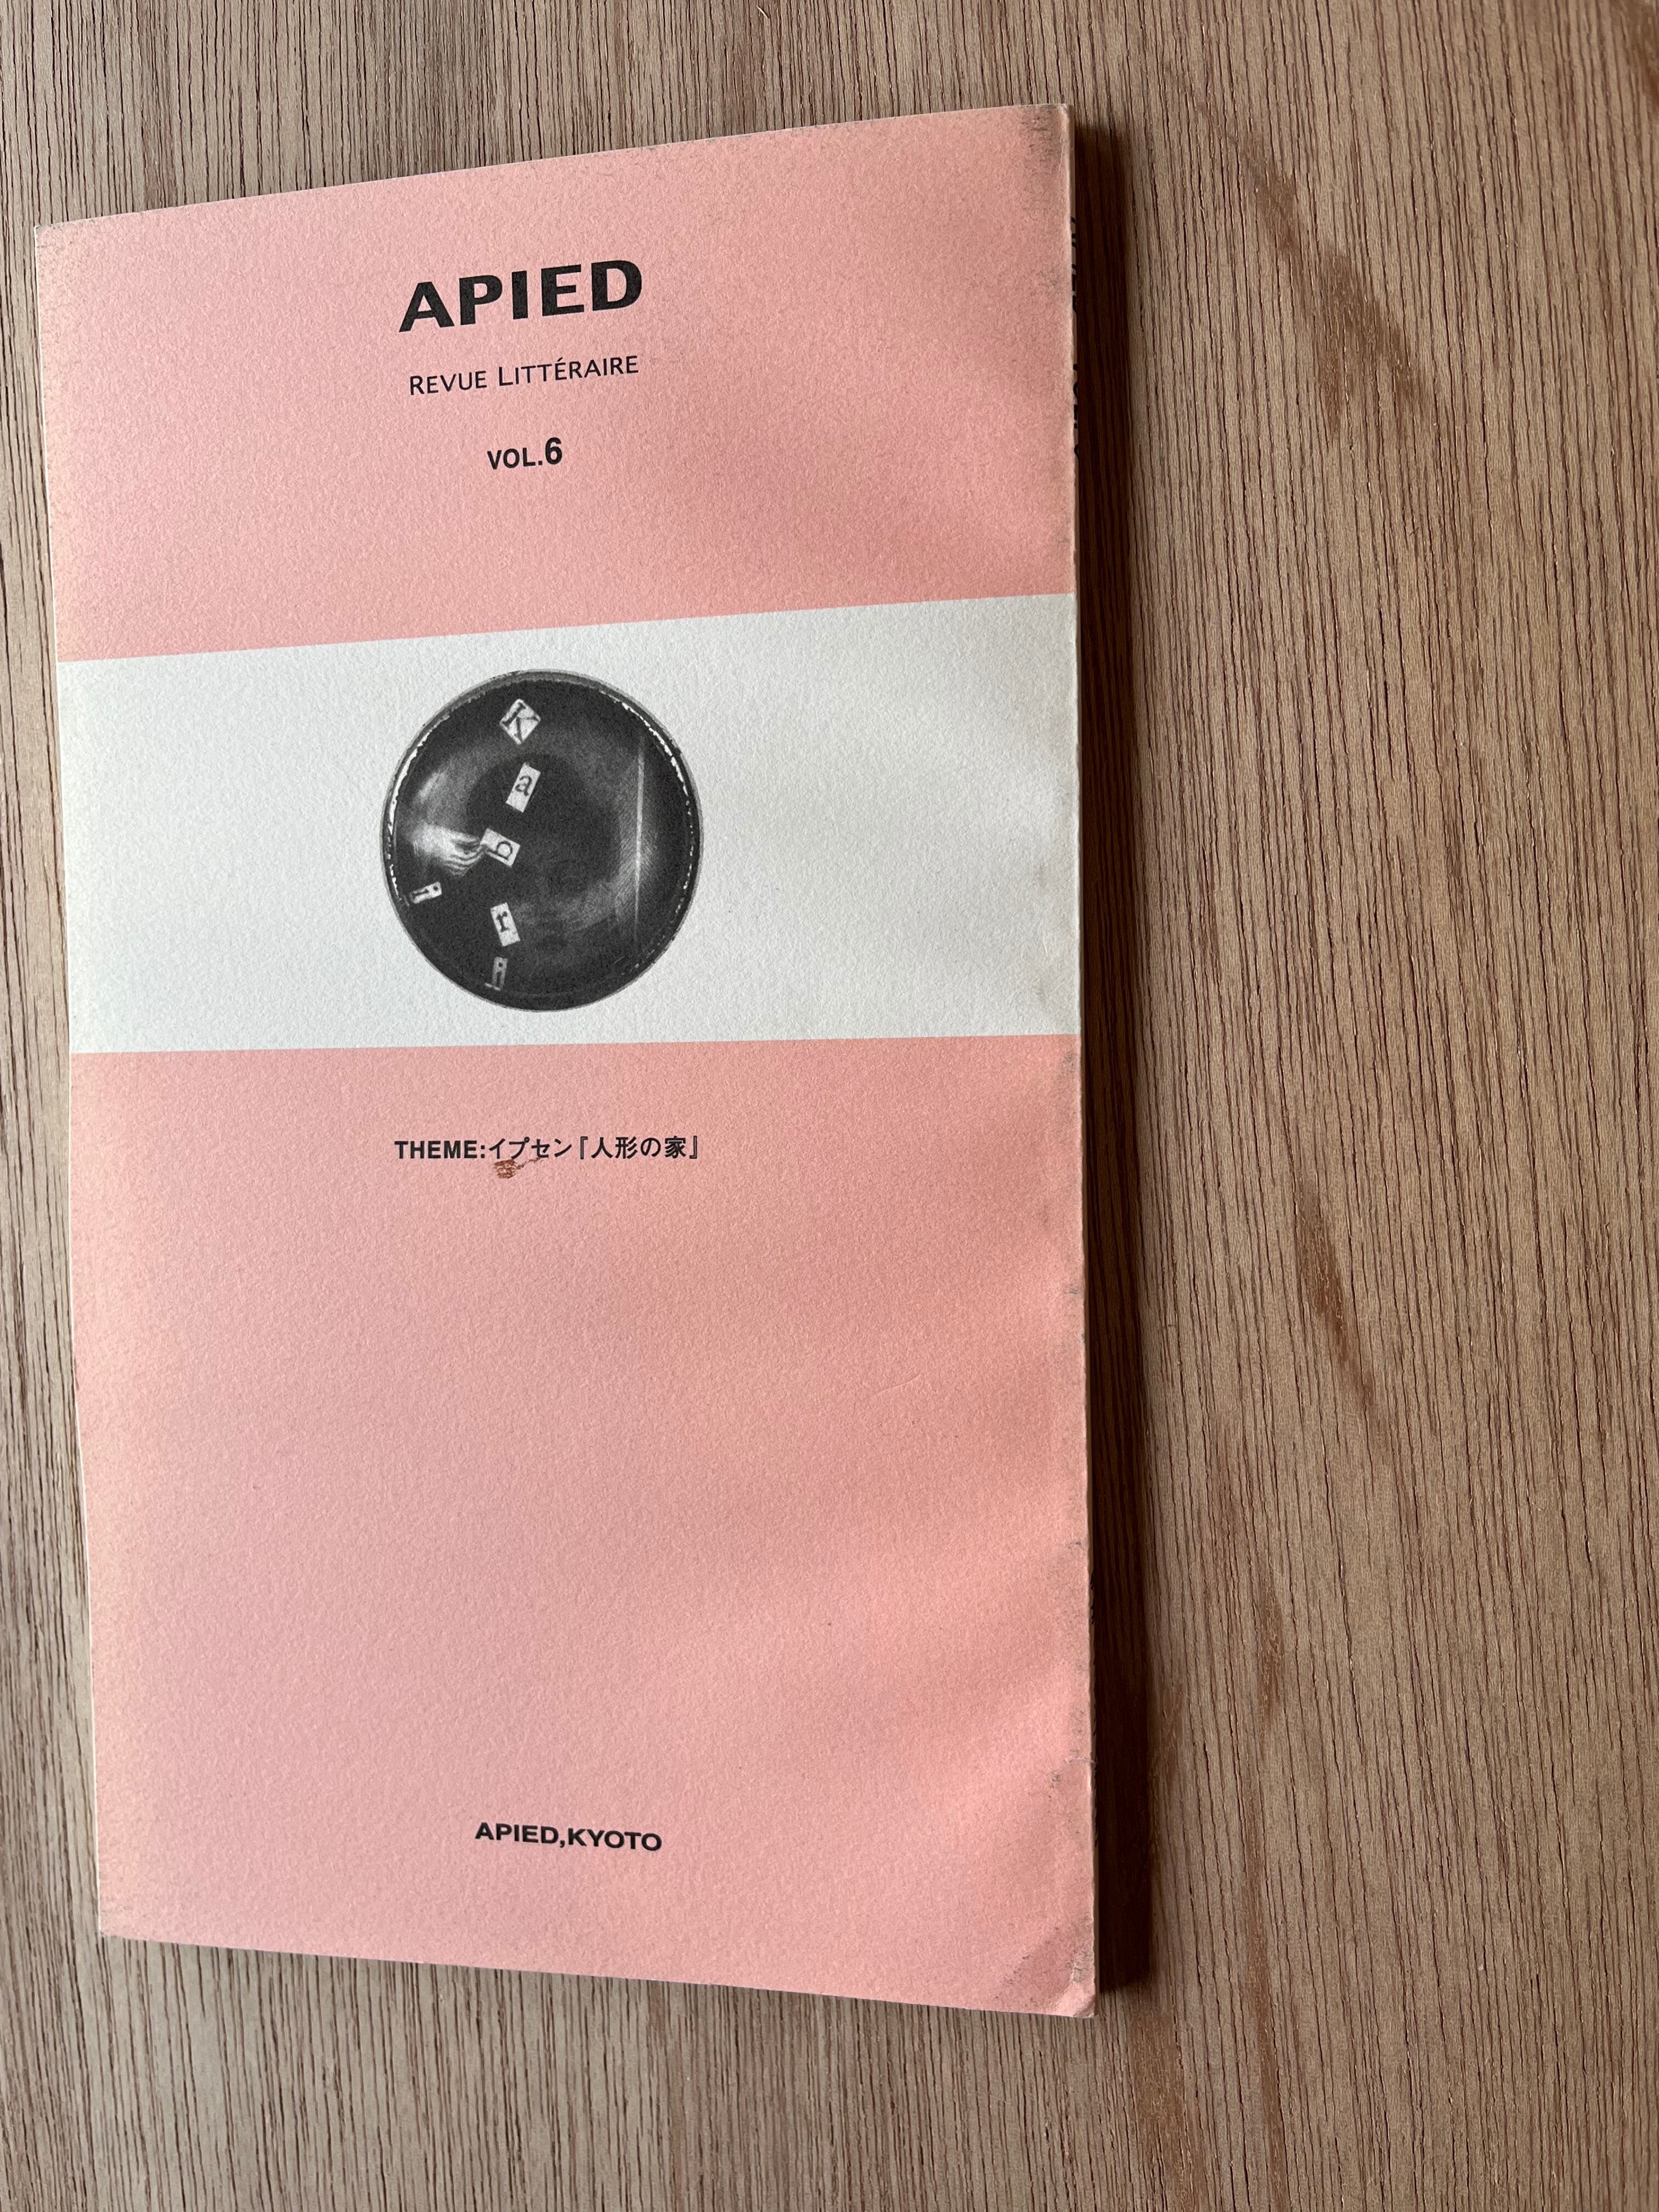 APIED
REVUE LITTÉRAIRE
VOL.6
K
a
b
i
r
i
THEME:イプセン『人形の家』
APIED,KYOTO